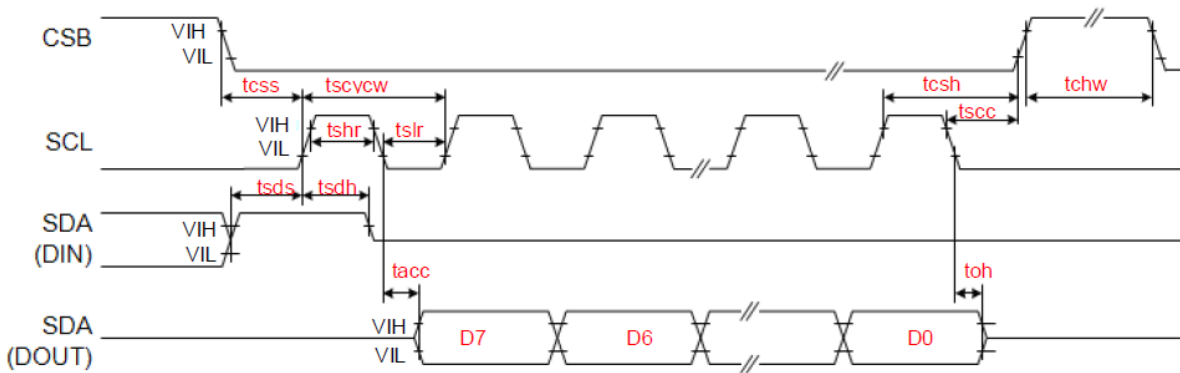 CSB
VIH
VIL
tcss
tscycw
tcsh
tchw
tscc
SCL
VIH
VIL
tshr
tslr
tsds
tsdh
SDA
(DIN)
VIH
VIL
tacc
toh
SDA
(DOUT)
VIH
VIL
D7
D6
D0